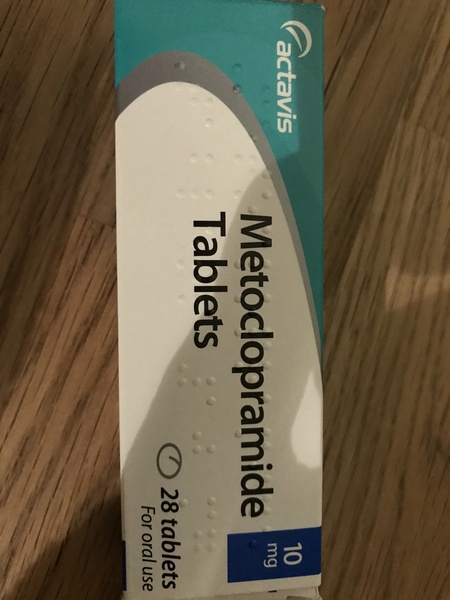 actavis
Metoclopramide
Tablets
10
mg
28 tablets
For oral use